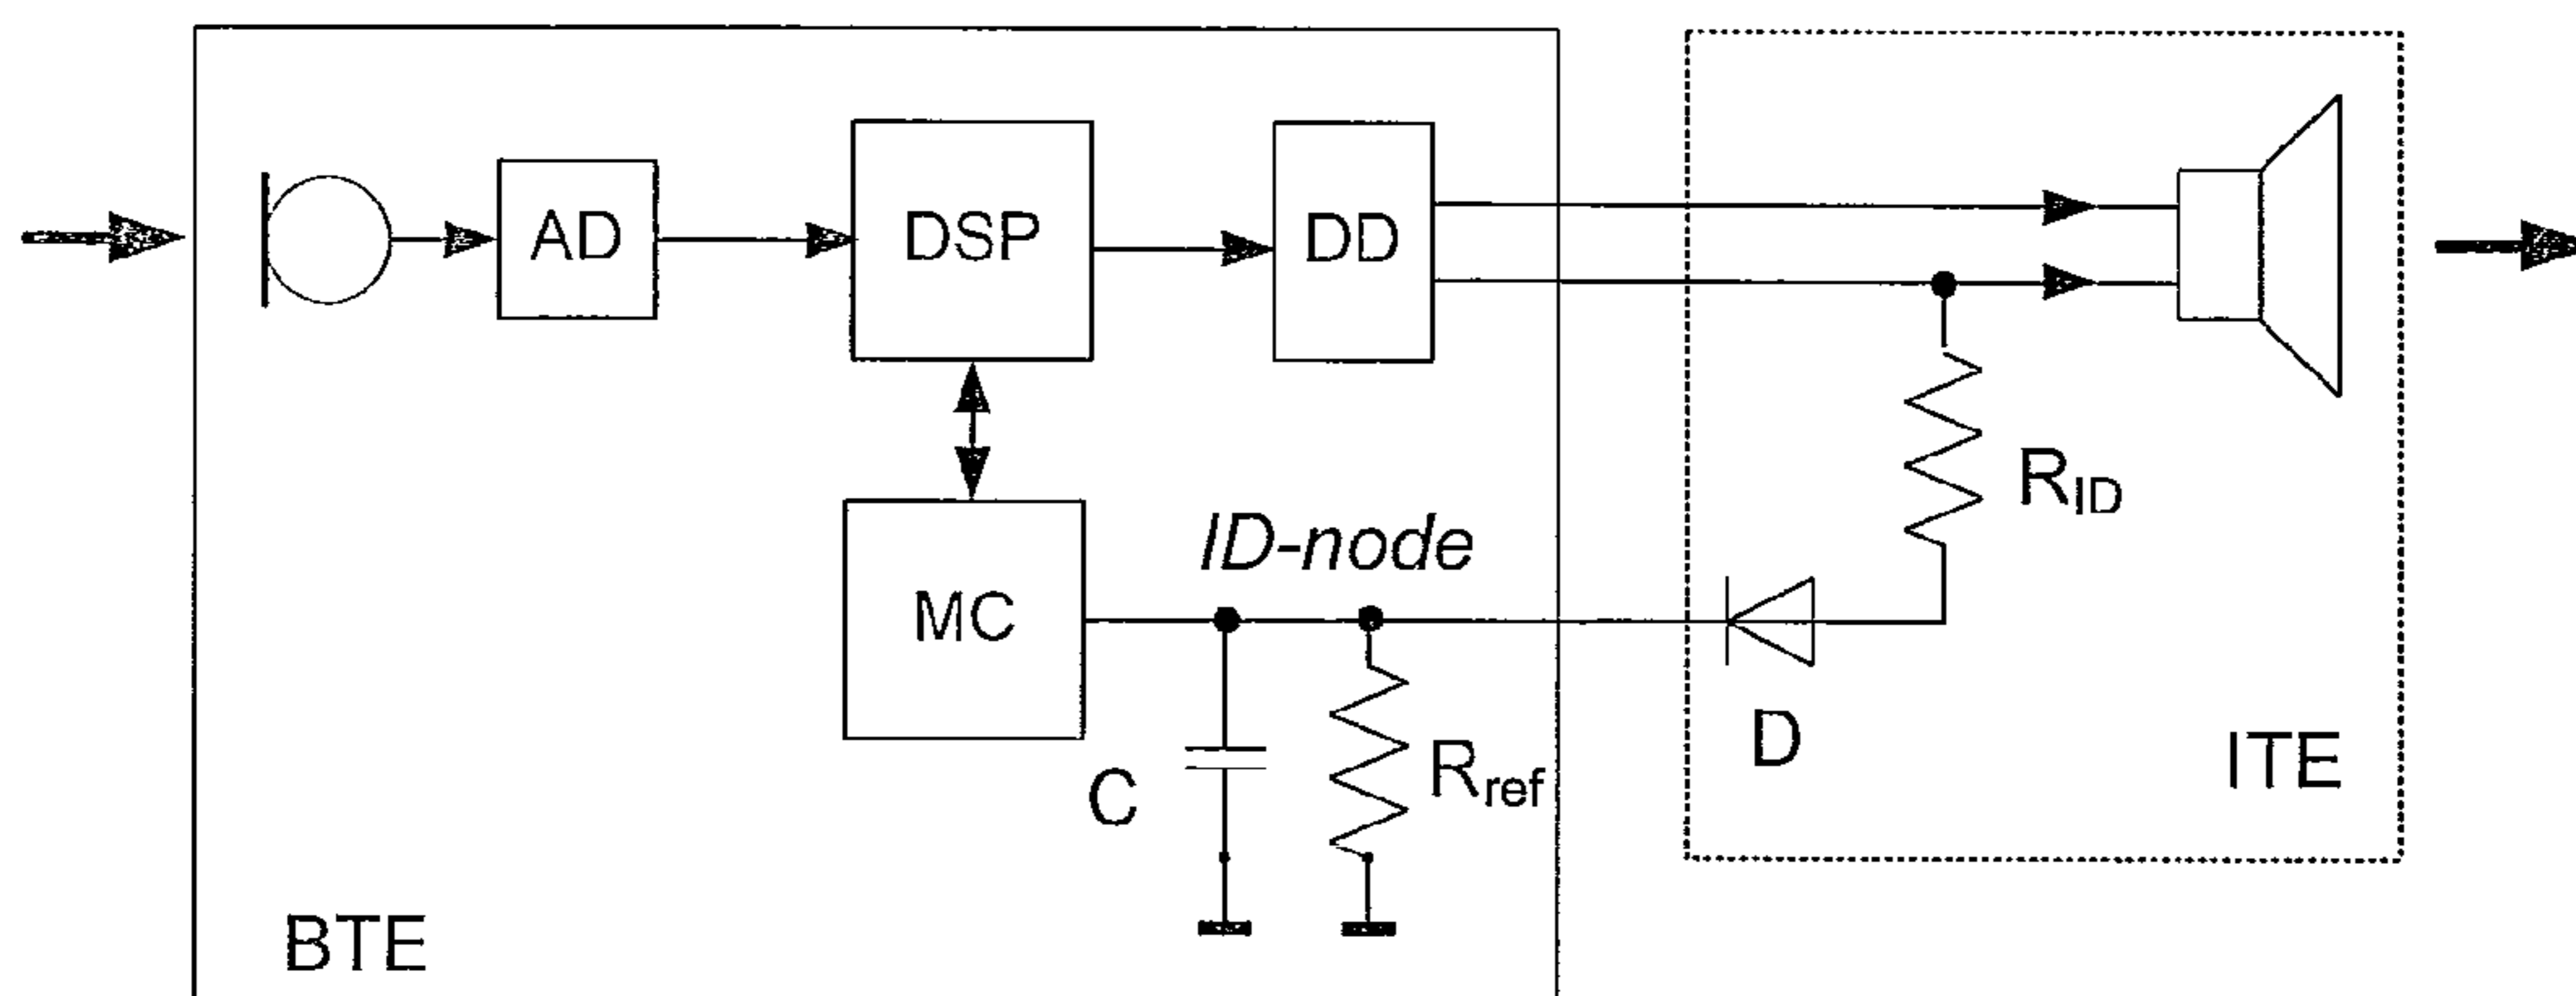 AD
DSP
DD
R_ID
ID-node
MC
D
C
R_ref
ITE
BTE